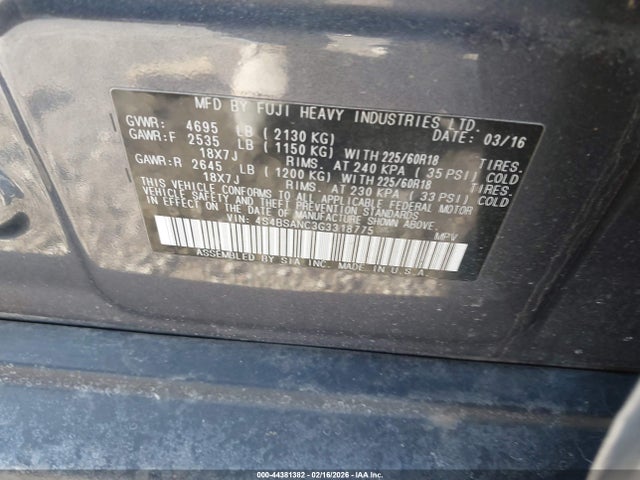 MFD BY FUJI HEAVY INDUSTRIES LTD.
GVWR: 4695 LB (2130 KG) DATE: 03/16
GAWR:F 2535 LB (1150 KG) WITH 225/60R18 TIRES.
18X7J RIMS. AT 240 KPA (35 PSI) COLD
GAWR:R 2645 LB (1200 KG) WITH 225/60R18 TIRES.
18X7J RIMS. AT 230 KPA (33 PSI) COLD
THIS VEHICLE CONFORMS TO ALL APPLICABLE FEDERAL MOTOR
VEHICLE SAFETY AND THEFT PREVENTION STANDARDS IN EFFECT
ON THE DATE OF MANUFACTURE SHOWN ABOVE.
VIN: 4S4BSANC3G3318775 MPV
ASSEMBLED BY SIA, INC. MADE IN U.S.A.
000-44381382 02/16/2026 IAA Inc.